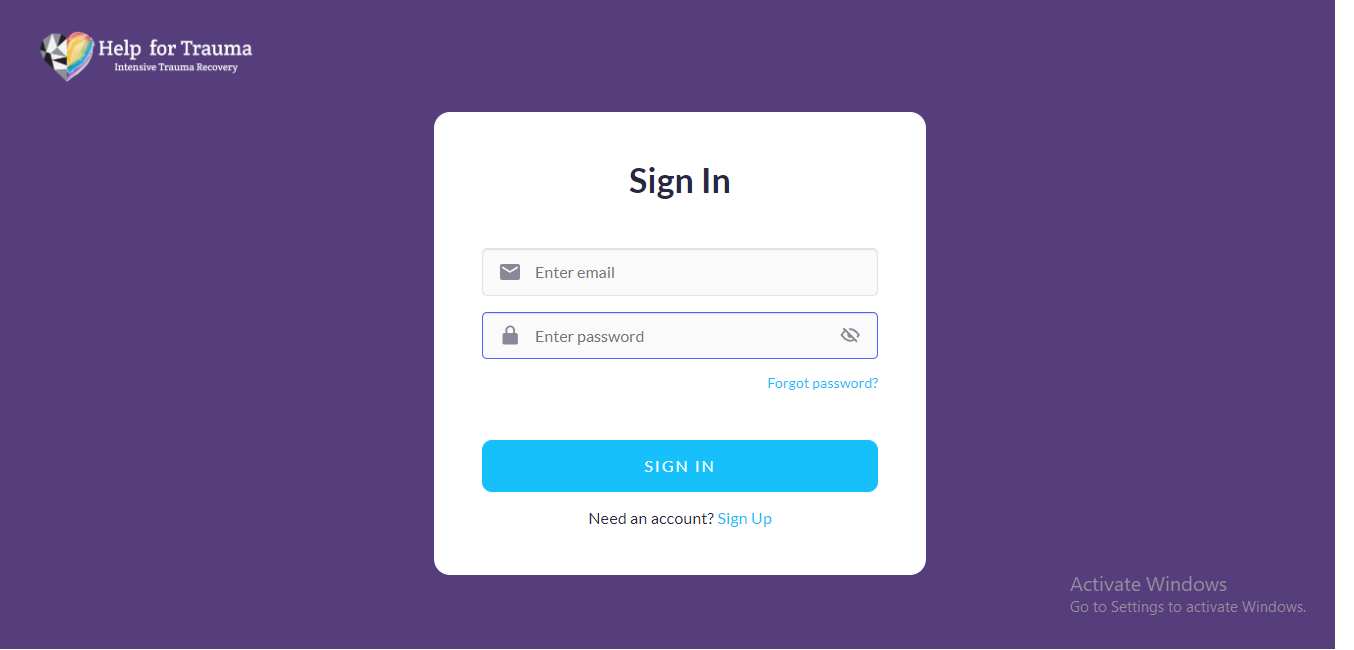 Help for Trauma
Intensive Trauma Recovery
Sign In
Enter email
Enter password
Forgot password?
SIGN IN
Need an account? Sign Up
Activate Windows
Go to Settings to activate Windows.